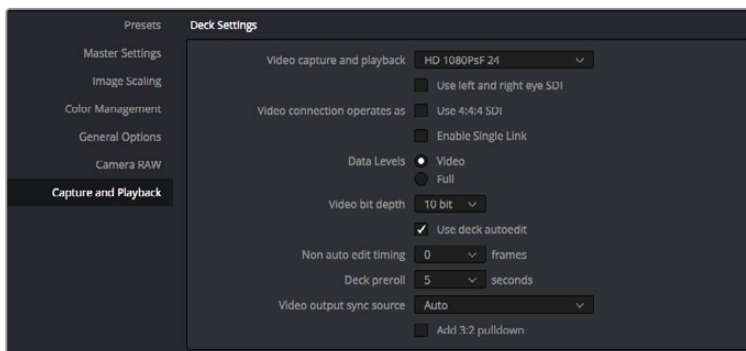 Presets
Master Settings
Image Scaling
Color Management
General Options
Camera RAW
Capture and Playback
Deck Settings
Video capture and playback HD 1080PsF 24
Use left and right eye SDI
Video connection operates as Use 4:4:4 SDI
Enable Single Link
Data Levels Video
Full
Video bit depth 10 bit
Use deck autoedit
Non auto edit timing 0 frames
Deck preroll 5 seconds
Video output sync source Auto
Add 3:2 pulldown